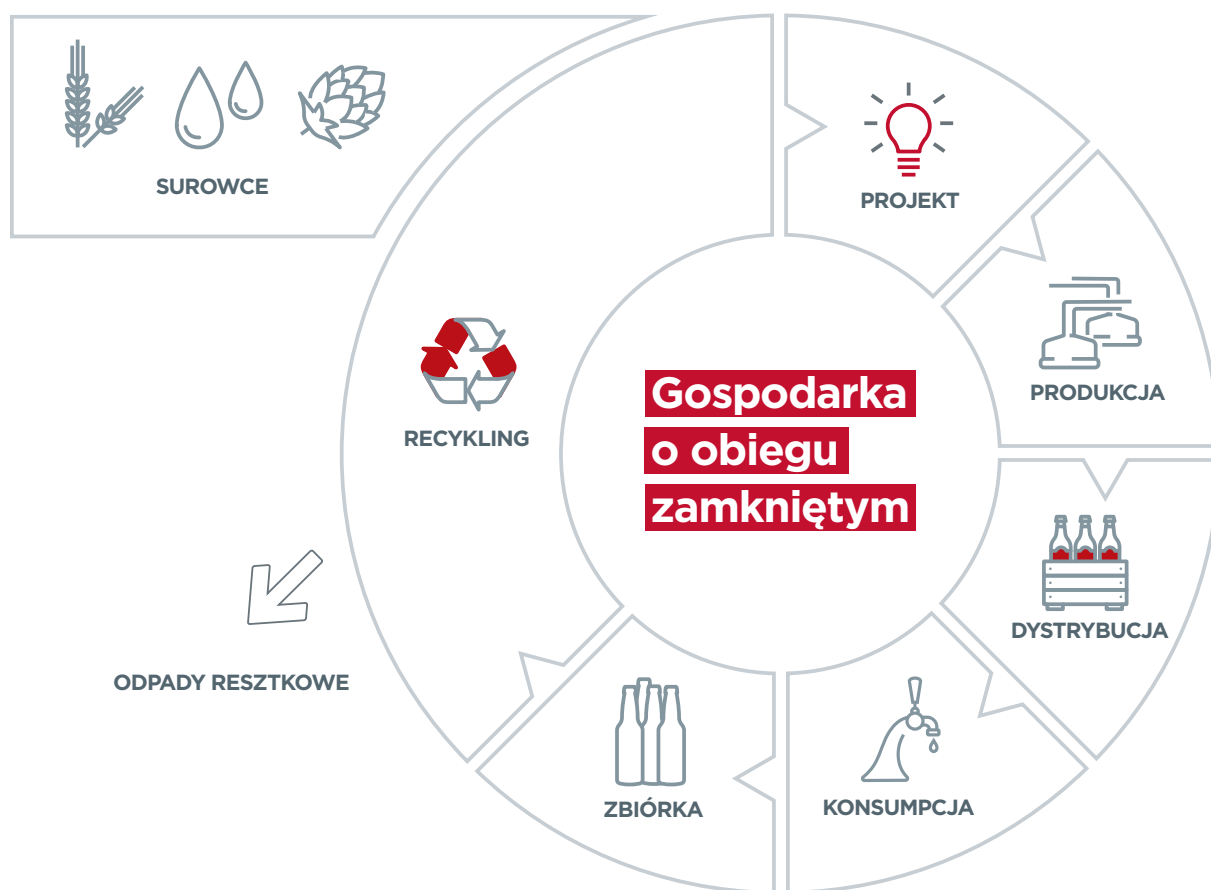 SUROWCE
PROJEKT
PRODUKCJA
RECYKLING
Gospodarka
o obiegu
zamkniętym
DYSTRYBUCJA
ODPADY RESZTKOWE
ZBIÓRKA
KONSUMPCJA